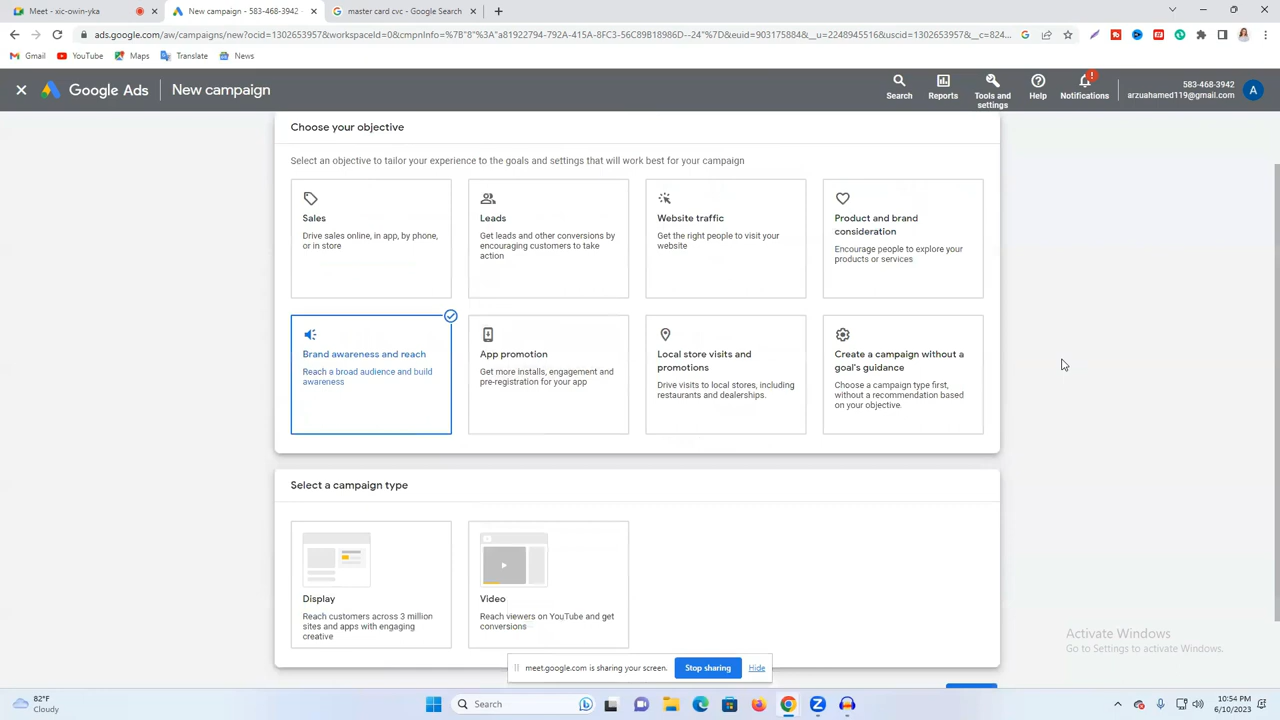 Meet - xic-owin-yka
New campaign - 583-468-3942
master card cvc - Google Search
ads.google.com/aw/campaigns/new?ocid=1302653957&workspaceId=0&cmpnInfo=%7B"8"%3A"a81922794-792A-415A-8FC3-56C89B18986D--24"%7D&euid=903175884&__u=2248945516&uscid=1302653957&__c=824...
Gmail
YouTube
Maps
Translate
News
Google Ads
New campaign
Search
Reports
Tools and
settings
Help
Notifications
583-468-3942
arzuahamed119@gmail.com
A
Choose your objective
Select an objective to tailor your experience to the goals and settings that will work best for your campaign
Sales
Drive sales online, in app, by phone,
or in store
Leads
Get leads and other conversions by
encouraging customers to take
action
Website traffic
Get the right people to visit your
website
Product and brand
consideration
Encourage people to explore your
products or services
Brand awareness and reach
Reach a broad audience and build
awareness
App promotion
Get more installs, engagement and
pre-registration for your app
Local store visits and
promotions
Drive visits to local stores, including
restaurants and dealerships.
Create a campaign without a
goal's guidance
Choose a campaign type first,
without a recommendation based
on your objective.
Select a campaign type
Display
Reach customers across 3 million
sites and apps with engaging
creative
Video
Reach viewers on YouTube and get
conversions
Activate Windows
Go to Settings to activate Windows.
meet.google.com is sharing your screen.
Stop sharing
Hide
82°F
Cloudy
Search
10:54 PM
6/10/2023